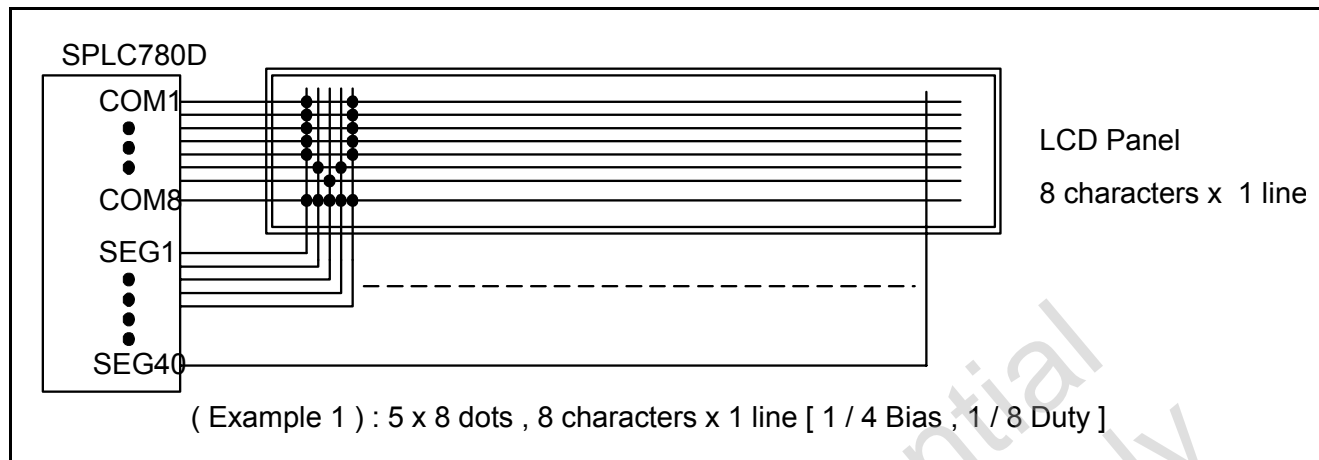 SPLC780D
COM1
COM8
SEG1
SEG40
LCD Panel
8 characters x 1 line
( Example 1 ) : 5 x 8 dots , 8 characters x 1 line [ 1 / 4 Bias , 1 / 8 Duty ]